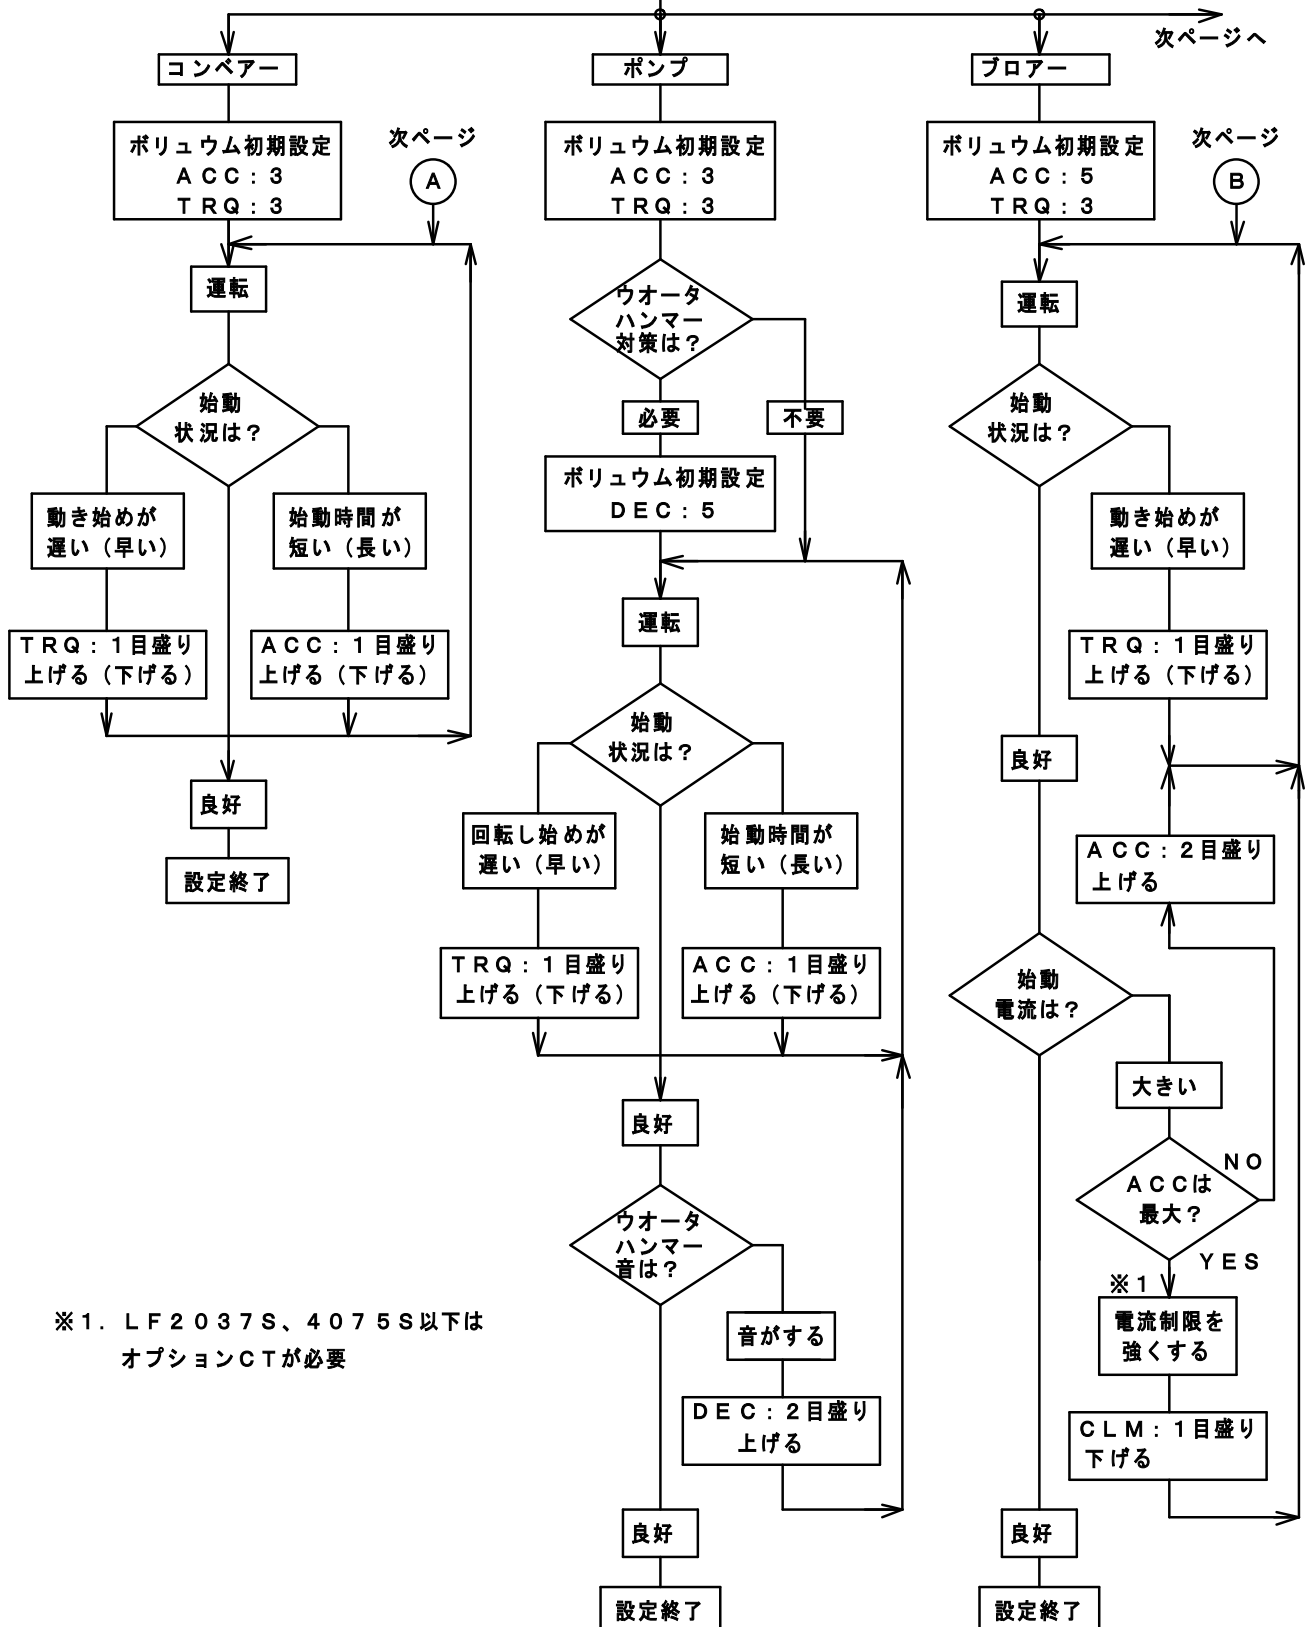 次ページへ
コンベアー
ボリュウム初期設定
ACC:3
TRQ:3
次ページ
A
運転
始動
状況は?
動き始めが
遅い(早い)
始動時間が
短い(長い)
TRQ:1目盛り
上げる(下げる)
ACC:1目盛り
上げる(下げる)
良好
設定終了
ポンプ
ボリュウム初期設定
ACC:3
TRQ:3
ウオータ
ハンマー
対策は?
必要
不要
ボリュウム初期設定
DEC:5
運転
始動
状況は?
回転し始めが
遅い(早い)
始動時間が
短い(長い)
TRQ:1目盛り
上げる(下げる)
ACC:1目盛り
上げる(下げる)
良好
ウオータ
ハンマー
音は?
音がする
DEC:2目盛り
上げる
良好
設定終了
ブロアー
ボリュウム初期設定
ACC:5
TRQ:3
次ページ
B
運転
始動
状況は?
動き始めが
遅い(早い)
TRQ:1目盛り
上げる(下げる)
良好
ACC:2目盛り
上げる
始動
電流は?
大きい
NO
ACCは
最大?
YES
※1
電流制限を
強くする
CLM:1目盛り
下げる
良好
設定終了
※1.LF2037S、4075S以下は
オプションCTが必要